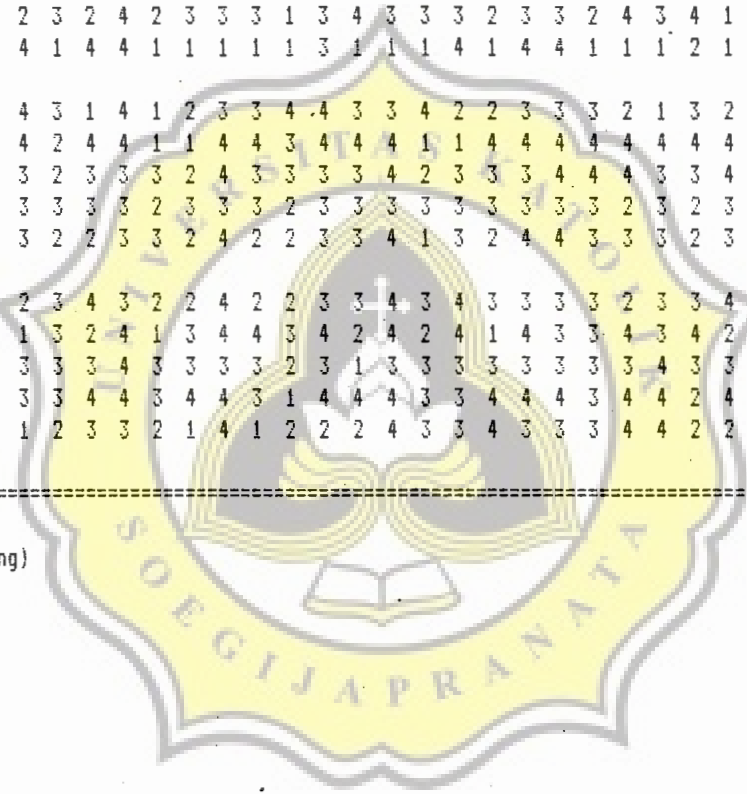 2 3 2 4 2 3 3 3 1 3 4 3 3 3 2 3 3 2 4 3 4 1
4 1 4 4 1 1 1 1 1 3 1 1 1 4 1 4 4 1 1 1 2 1
4 3 1 4 1 2 3 3 4 4 3 3 4 2 2 3 3 3 2 1 3 2
4 2 4 4 1 1 4 4 3 4 4 4 1 1 4 4 4 4 4 4 4 4
3 2 3 3 3 2 4 3 3 3 3 4 2 3 3 3 4 4 4 3 3 4
3 3 3 3 2 3 3 3 2 3 3 3 3 3 3 3 3 3 2 3 2 3
3 2 2 3 3 2 4 2 2 3 3 4 1 3 2 4 4 3 3 3 2 3
2 3 4 3 2 2 4 2 2 3 3 4 3 4 3 3 3 3 2 3 3 4
1 3 2 4 1 3 4 4 3 4 2 4 2 4 1 4 3 3 4 3 4 2
3 3 3 4 3 3 3 3 2 3 1 3 3 3 3 3 3 3 3 4 3 3
3 3 4 4 3 4 4 3 1 4 4 4 3 3 4 4 4 3 4 4 2 4
1 2 3 3 2 1 4 1 2 2 2 4 3 3 4 3 3 3 4 4 2 2
ng)
UNIVERSITAS KATOLIK
SOEGIJAPRANATA